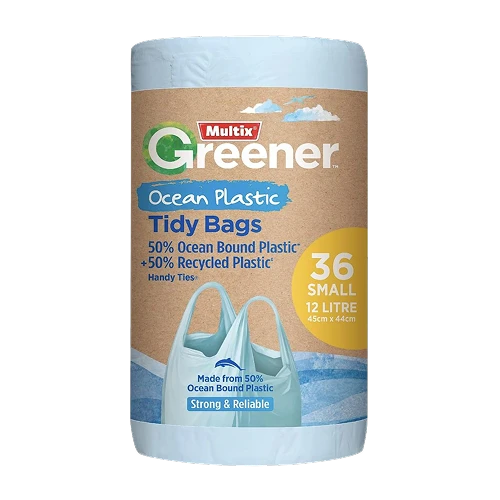 Multix®
Greener™
Ocean Plastic
Tidy Bags
50% Ocean Bound Plastic*
+50% Recycled Plastic*
Handy Ties®
36
SMALL
12 LITRE
45cm x 44cm
Made from 50%
Ocean Bound Plastic
Strong & Reliable